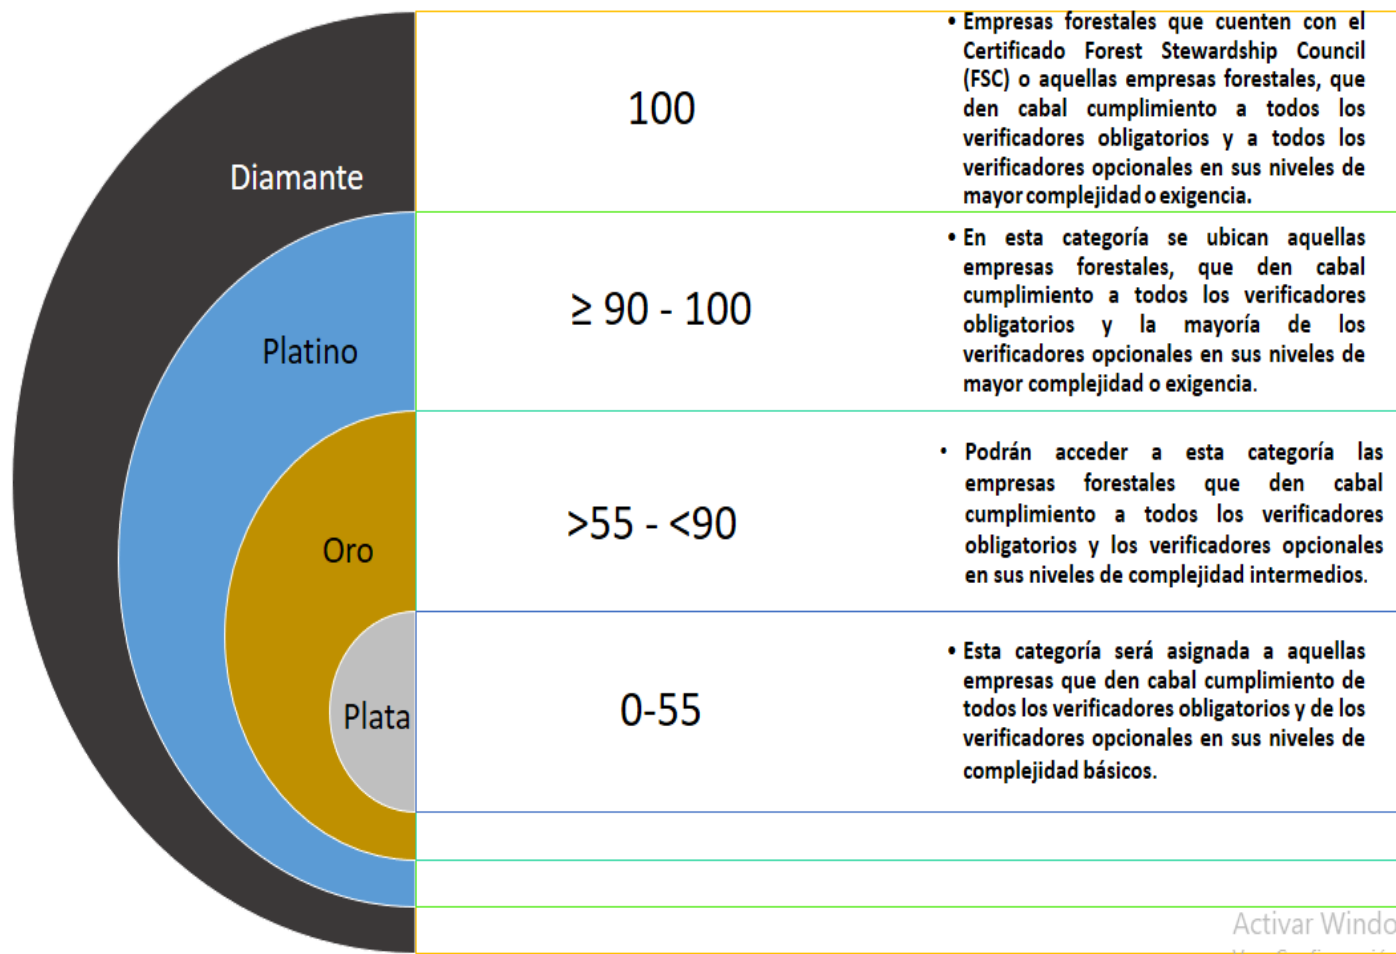 Diamante
100
• Empresas forestales que cuenten con el
Certificado Forest Stewardship Council
(FSC) o aquellas empresas forestales, que
den cabal cumplimiento a todos los
verificadores obligatorios y a todos los
verificadores opcionales en sus niveles de
mayor complejidad o exigencia.
Platino
≥ 90 - 100
• En esta categoría se ubican aquellas
empresas forestales, que den cabal
cumplimiento a todos los verificadores
obligatorios y la mayoría de los
verificadores opcionales en sus niveles de
mayor complejidad o exigencia.
Oro
>55 - <90
• Podrán acceder a esta categoría las
empresas forestales que den cabal
cumplimiento a todos los verificadores
obligatorios y los verificadores opcionales
en sus niveles de complejidad intermedios.
Plata
0-55
• Esta categoría será asignada a aquellas
empresas que den cabal cumplimiento de
todos los verificadores obligatorios y de los
verificadores opcionales en sus niveles de
complejidad básicos.
Activar Windo